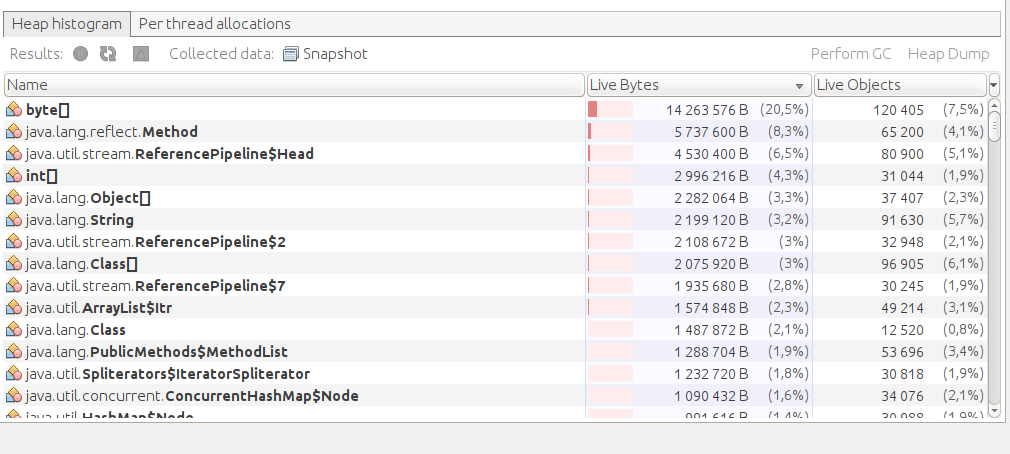 Heap histogram Per thread allocations
Results: Collected data: Snapshot Perform GC Heap Dump
Name Live Bytes Live Objects
byte[] 14 263 576 B (20,5%) 120 405 (7,5%)
java.lang.reflect.Method 5 737 600 B (8,3%) 65 200 (4,1%)
java.util.stream.ReferencePipeline$Head 4 530 400 B (6,5%) 80 900 (5,1%)
int[] 2 996 216 B (4,3%) 31 044 (1,9%)
java.lang.Object[] 2 282 064 B (3,3%) 37 407 (2,3%)
java.lang.String 2 199 120 B (3,2%) 91 630 (5,7%)
java.util.stream.ReferencePipeline$2 2 108 672 B (3%) 32 948 (2,1%)
java.lang.Class[] 2 075 920 B (3%) 96 905 (6,1%)
java.util.stream.ReferencePipeline$7 1 935 680 B (2,8%) 30 245 (1,9%)
java.util.ArrayList$Itr 1 574 848 B (2,3%) 49 214 (3,1%)
java.lang.Class 1 487 872 B (2,1%) 12 520 (0,8%)
java.lang.PublicMethods$MethodList 1 288 704 B (1,9%) 53 696 (3,4%)
java.util.Spliterators$IteratorSpliterator 1 232 720 B (1,8%) 30 818 (1,9%)
java.util.concurrent.ConcurrentHashMap$Node 1 090 432 B (1,6%) 34 076 (2,1%)
java.util.HashMap$Node 991 616 B (1,4%) 30 988 (1,9%)